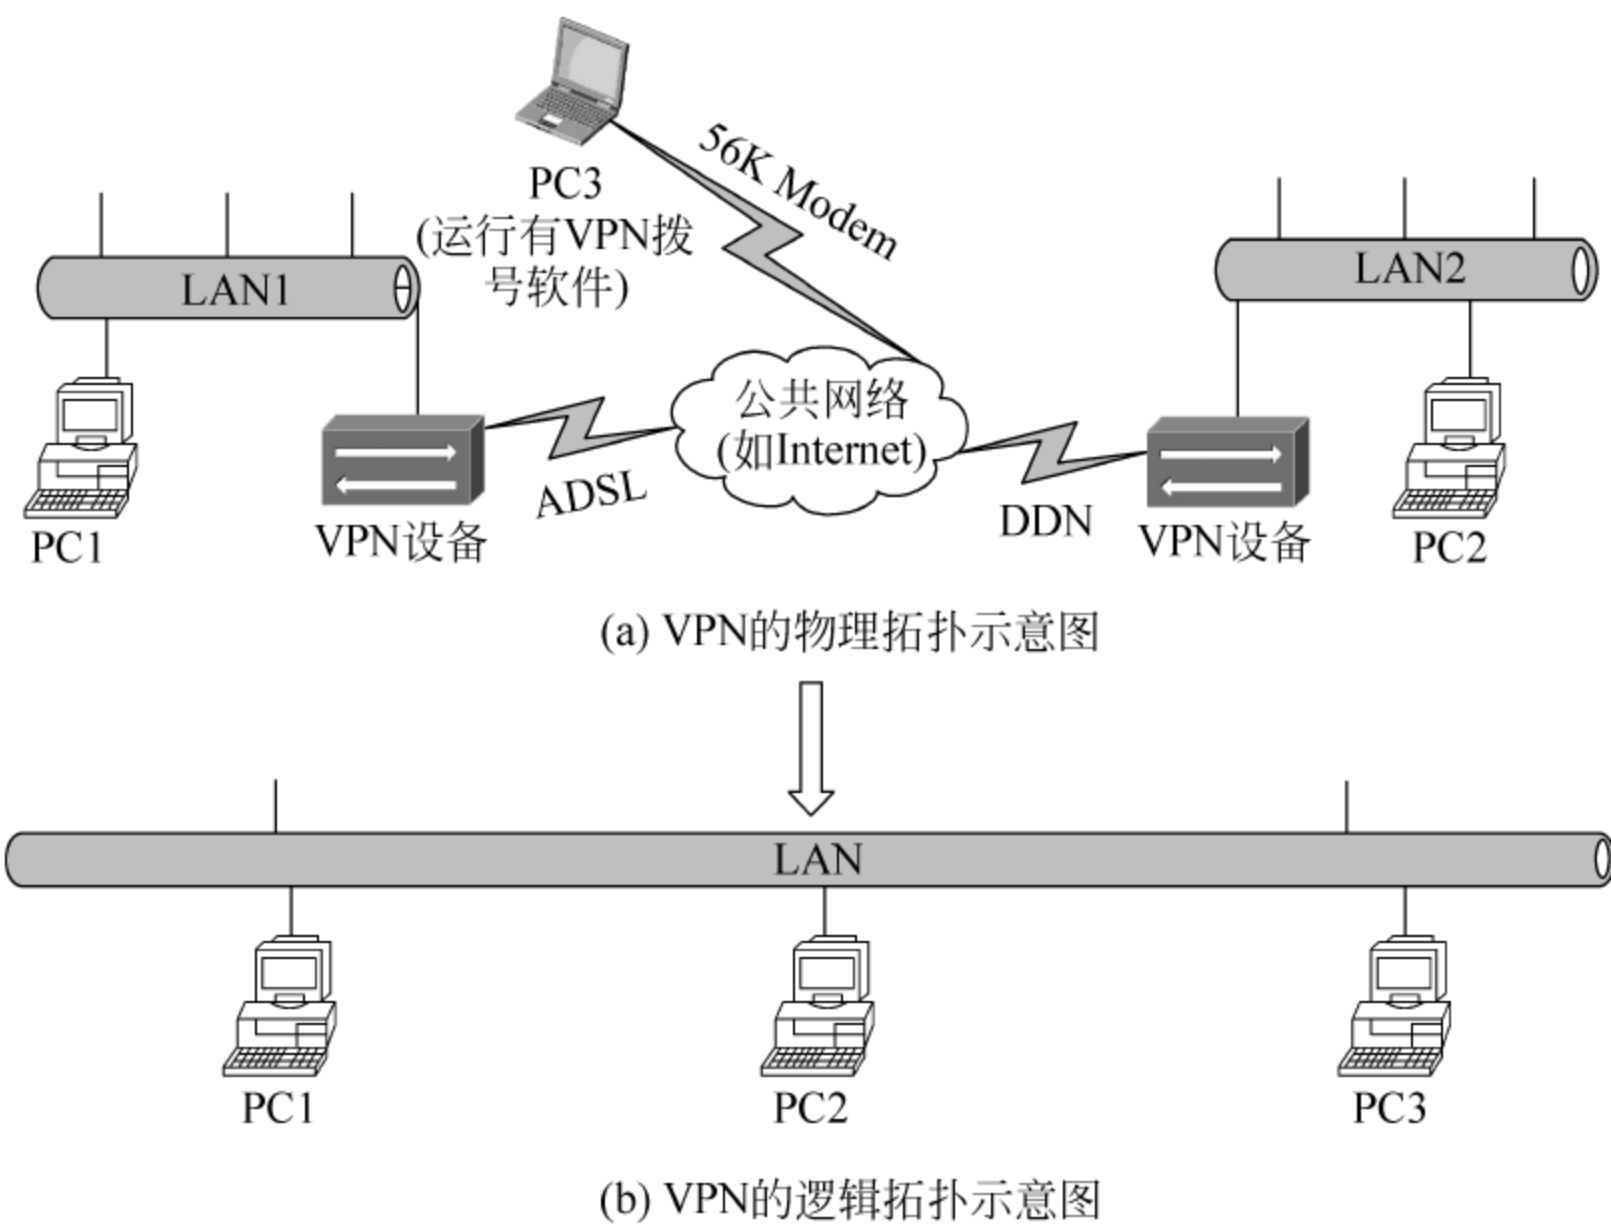 56K Modem
PC3
(运行有VPN拨
号软件)
LAN1
LAN2
公共网络
(如Internet)
ADSL
DDN
PC1
VPN设备
VPN设备
PC2
(a) VPN的物理拓扑示意图
LAN
PC1
PC2
PC3
(b) VPN的逻辑拓扑示意图